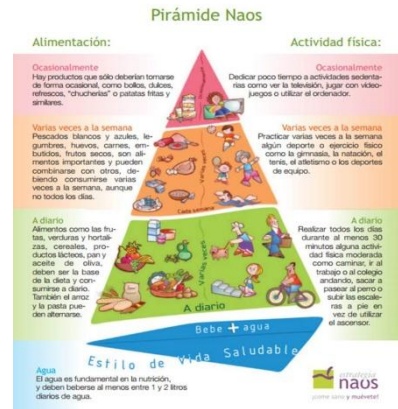 Pirámide Naos
Alimentación:
Ocasionalmente
Hay productos que sólo deberían tomarse
de forma ocasional, como bollos, dulces,
refrescos, "chucherías" o patatas fritas y
similares.
Varias veces a la semana
Pescados blancos y azules, le-
gumbres, huevos, carnes, em-
butidos, frutos secos, son ali-
mentos importantes y pueden
combinarse con otros, de-
biendo consumirse varias
veces a la semana, aunque
no todos los días.
A diario
Alimentos como las fru-
tas, verduras y hortali-
zas, cereales, pro-
ductos lácteos, pan y
aceite de oliva,
deben ser la base
de la dieta y con-
sumirse a diario.
También el arroz
y la pasta pue-
den alternarse.
Agua
El agua es fundamental en la nutrición,
y deben beberse al menos entre 1 y 2 litros
diarios de agua.
Actividad física:
Ocasionalmente
Dedicar poco tiempo a actividades sedenta-
rias como ver la televisión, jugar con video-
juegos o utilizar el ordenador.
Varias veces a la semana
Practicar varias veces a la semana
algún deporte o ejercicio físico
como la gimnasia, la natación, el
tenis, el atletismo o los deportes
de equipo.
A diario
Realizar todos los días
durante al menos 30
minutos alguna activi-
dad física moderada
como caminar, ir al
trabajo o al colegio
andando, sacar a
pasear al perro o
subir las escale-
ras a pie en
vez de utilizar
el ascensor.
Varias veces
Cada semana
Varias veces
A diario
Bebe + agua
Estilo de Vida Saludable
estrategia
naos
¡come sano y muévete!